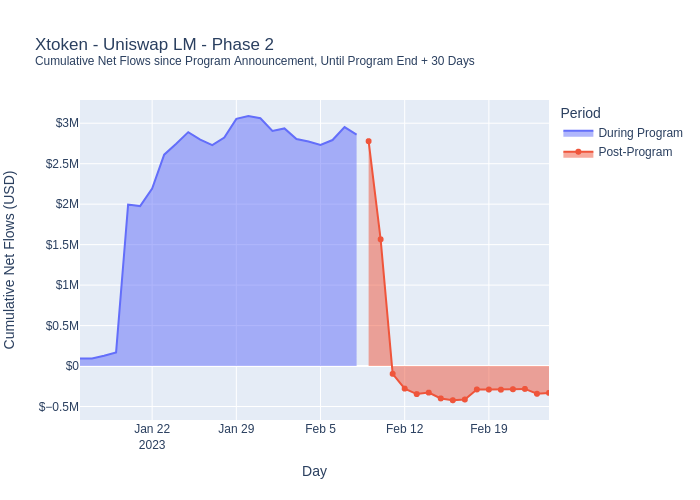 Xtoken - Uniswap LM - Phase 2
Cumulative Net Flows since Program Announcement, Until Program End + 30 Days
Period
During Program
Post-Program
Cumulative Net Flows (USD)
$3M
$2.5M
$2M
$1.5M
$1M
$0.5M
$0
$−0.5M
Jan 22
2023
Jan 29
Feb 5
Feb 12
Feb 19
Day